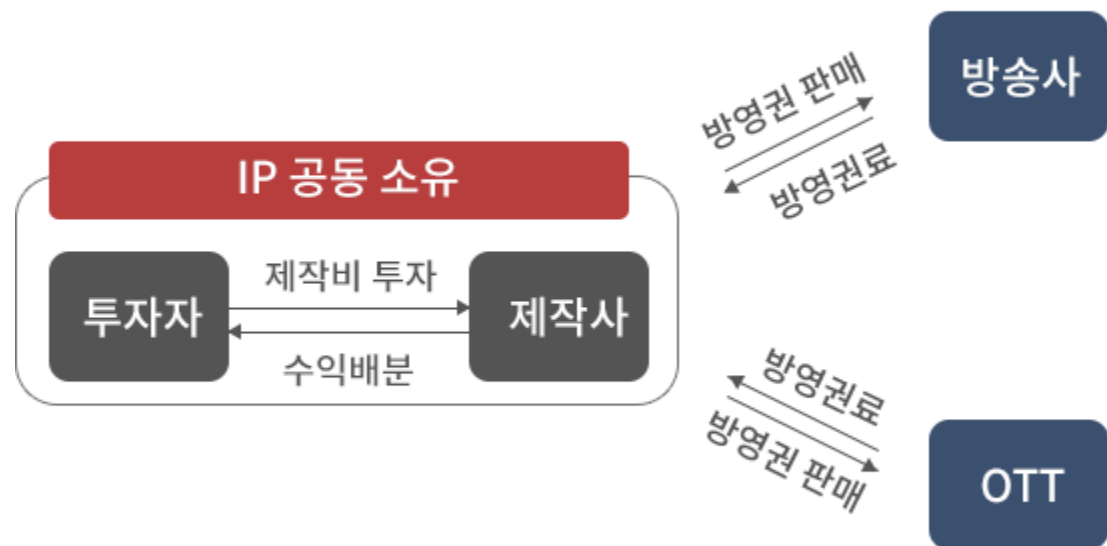 방송사
방영권 판매
방영권료
IP 공동 소유
투자자
제작비 투자
수익배분
제작사
방영권료
방영권 판매
OTT